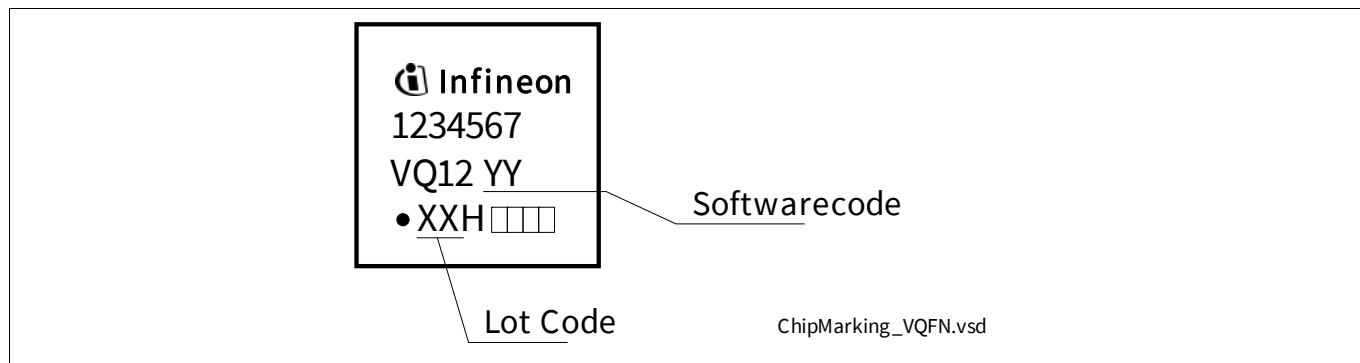 Infineon
1234567
VQ12 YY
Softwarecode
XXH
Lot Code
ChipMarking_VQFN.vsd